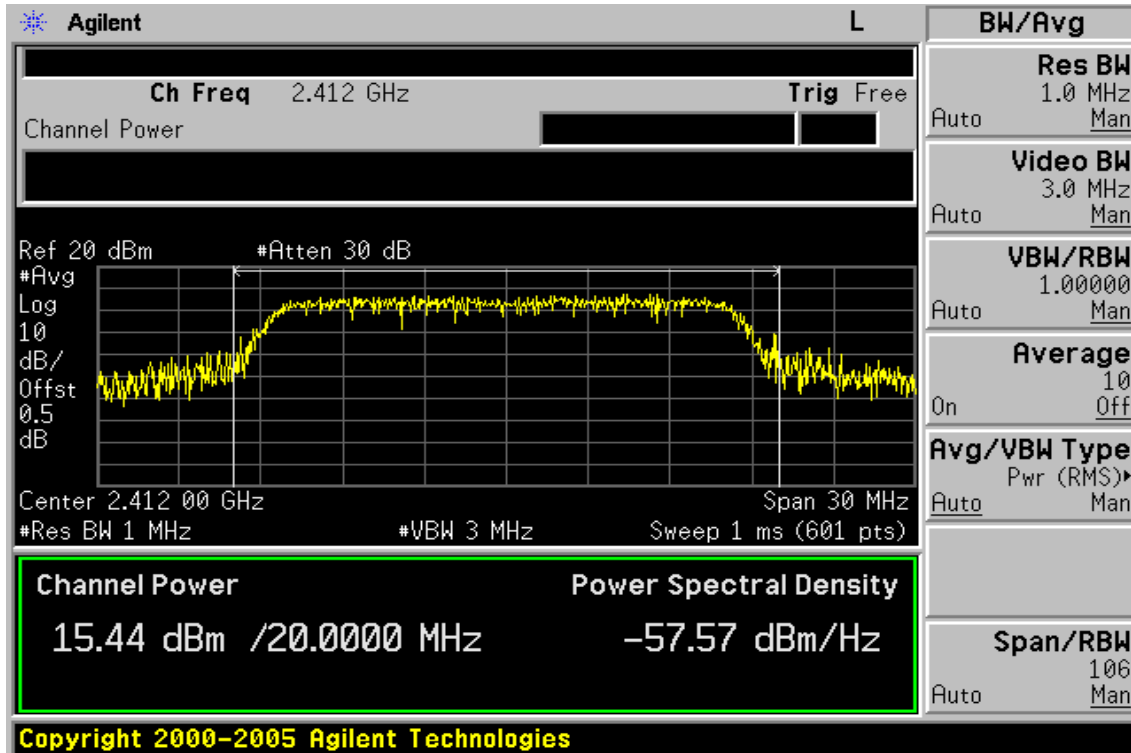 Agilent L BW/Avg
Ch Freq 2.412 GHz Trig Free
Channel Power
Res BW
1.0 MHz
Auto Man
Video BW
3.0 MHz
Auto Man
VBW/RBW
1.00000
Auto Man
Average
10
On Off
Avg/VBW Type
Pwr (RMS)
Auto Man
Span/RBW
106
Auto Man
Ref 20 dBm #Atten 30 dB
#Avg
Log
10
dB/
Offst
0.5
dB
Center 2.412 00 GHz Span 30 MHz
#Res BW 1 MHz #VBW 3 MHz Sweep 1 ms (601 pts)
Channel Power Power Spectral Density
15.44 dBm /20.0000 MHz -57.57 dBm/Hz
Copyright 2000-2005 Agilent Technologies